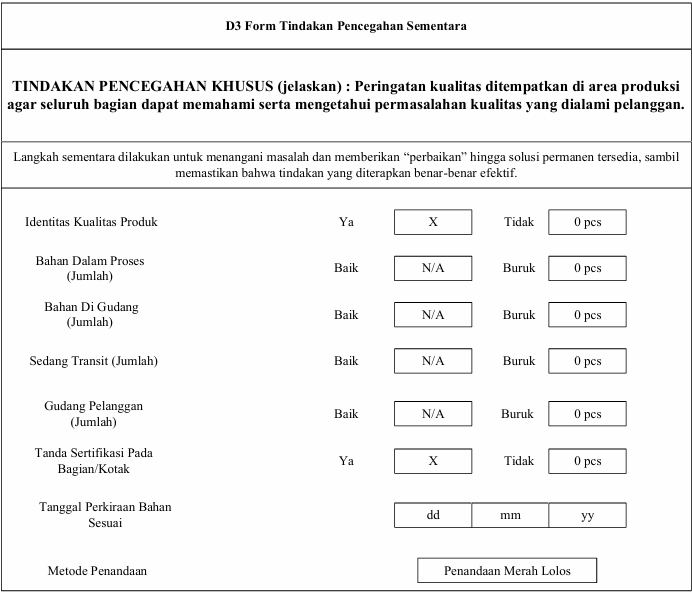 D3 Form Tindakan Pencegahan Sementara
TINDAKAN PENCEGAHAN KHUSUS (jelaskan) : Peringatan kualitas ditempatkan di area produksi
agar seluruh bagian dapat memahami serta mengetahui permasalahan kualitas yang dialami pelanggan.
Langkah sementara dilakukan untuk menangani masalah dan memberikan “perbaikan” hingga solusi permanen tersedia, sambil
memastikan bahwa tindakan yang diterapkan benar-benar efektif.
Identitas Kualitas Produk Ya X Tidak 0 pcs
Bahan Dalam Proses
(Jumlah) Baik N/A Buruk 0 pcs
Bahan Di Gudang
(Jumlah) Baik N/A Buruk 0 pcs
Sedang Transit (Jumlah) Baik N/A Buruk 0 pcs
Gudang Pelanggan
(Jumlah) Baik N/A Buruk 0 pcs
Tanda Sertifikasi Pada
Bagian/Kotak Ya X Tidak 0 pcs
Tanggal Perkiraan Bahan
Sesuai dd mm yy
Metode Penandaan Penandaan Merah Lolos